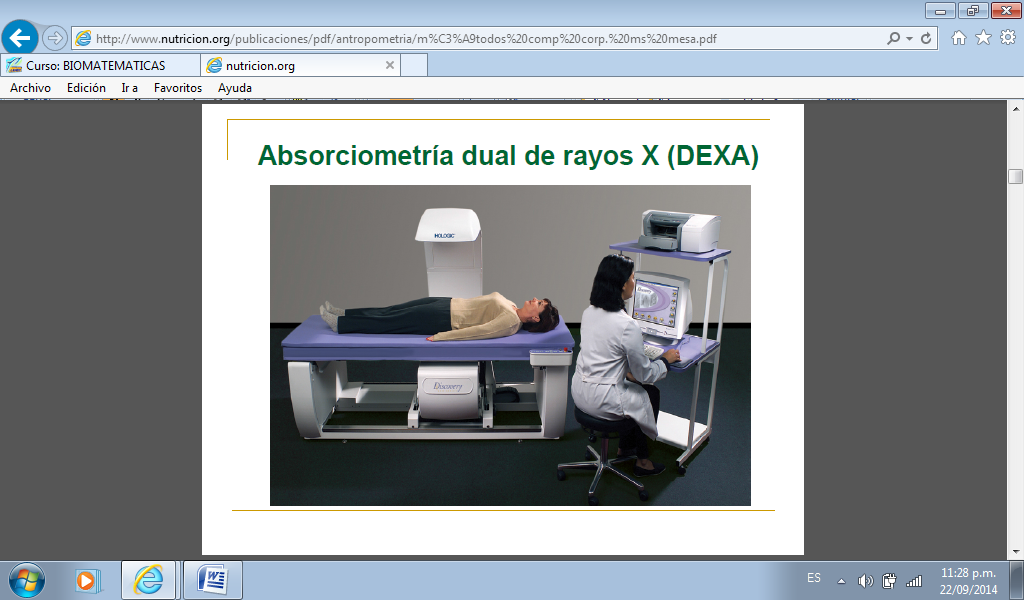 http://www.nutricion.org/publicaciones/pdf/antropometria/m%C3%A9todos%20comp%20corp.%20ms%20mesa.pdf
Curso: BIOMATEMATICAS
nutricion.org
Archivo Edición Ir a Favoritos Ayuda
Absorciometría dual de rayos X (DEXA)
HOLOGIC
Discovery
Discovery
ES
11:28 p.m.
22/09/2014